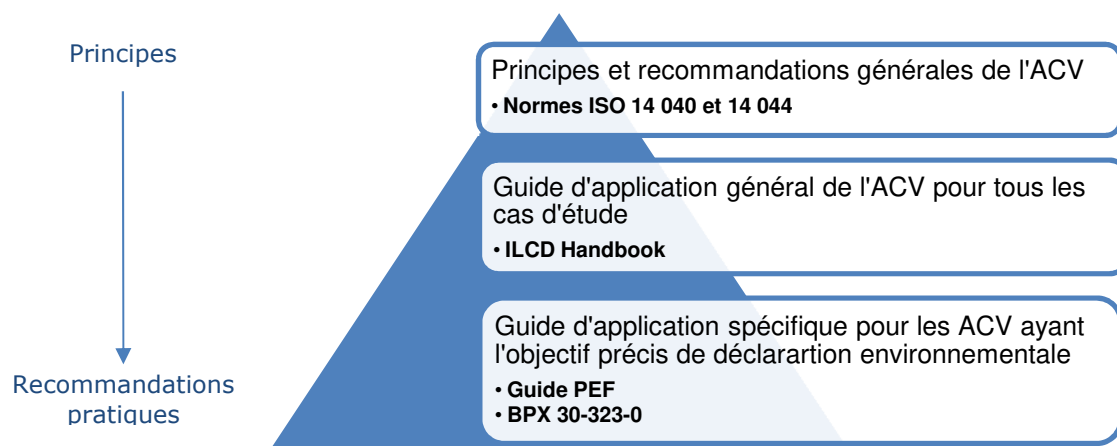 Principes
Principes et recommandations générales de l'ACV
• Normes ISO 14 040 et 14 044
Guide d'application général de l'ACV pour tous les
cas d'étude
• ILCD Handbook
Guide d'application spécifique pour les ACV ayant
l'objectif précis de déclarartion environnementale
• Guide PEF
• BPX 30-323-0
Recommandations
pratiques